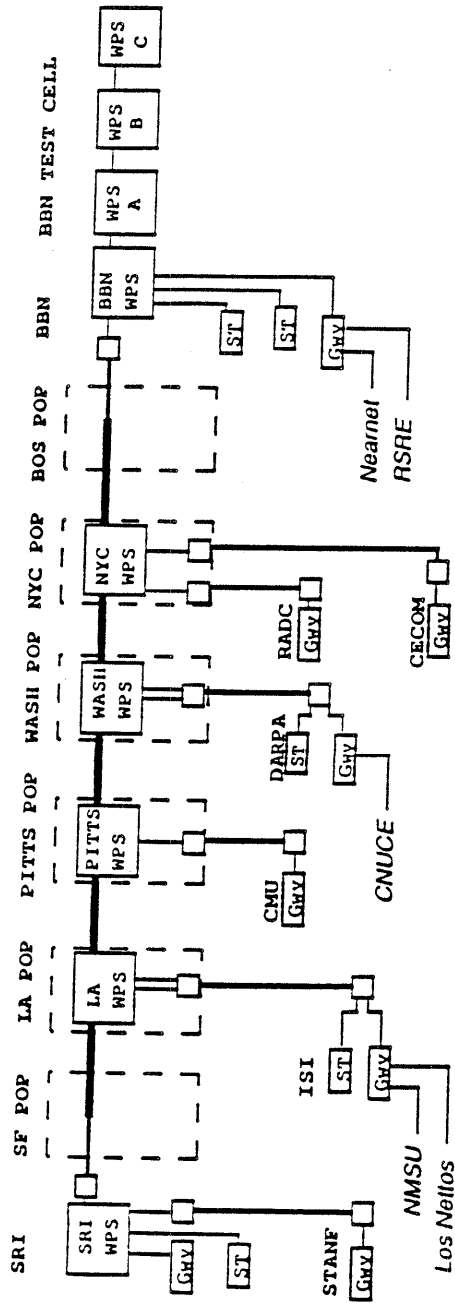 SRI
SF POP
LA POP
PITTS POP
WASH POP
NYC POP
BOS POP
BBN
BBN TEST CELL
SRI
WPS
LA
WPS
PITTS
WPS
WASH
WPS
NYC
WPS
BBN
WPS
WPS
A
WPS
B
WPS
C
Gwy
ST
STANF
Gwy
ISI
ST
Gwy
NMSU
Los Nettos
CMU
Gwy
DARPA
ST
Gwy
CNUCE
RADC
Gwy
CECOM
Gwy
ST
ST
Gwy
Nearnet
RSRE